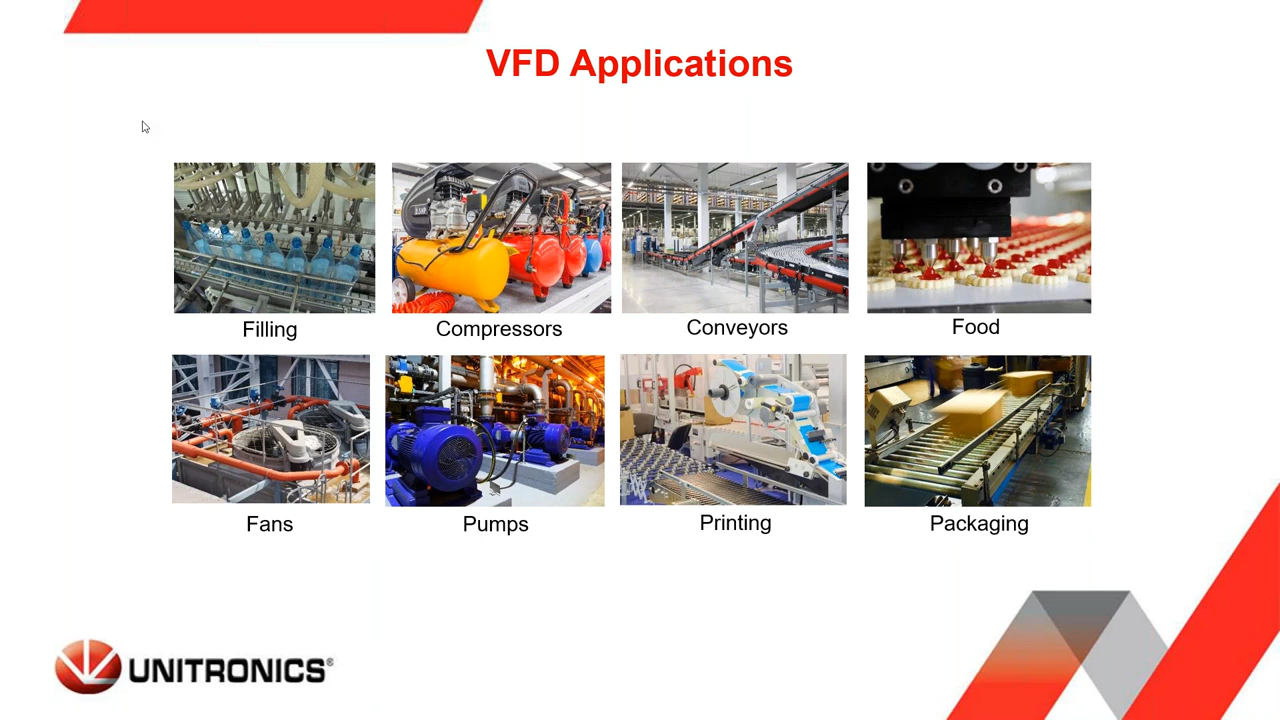 VFD Applications
Filling
Compressors
Conveyors
Food
Fans
Pumps
Printing
Packaging
UNITRONICS®